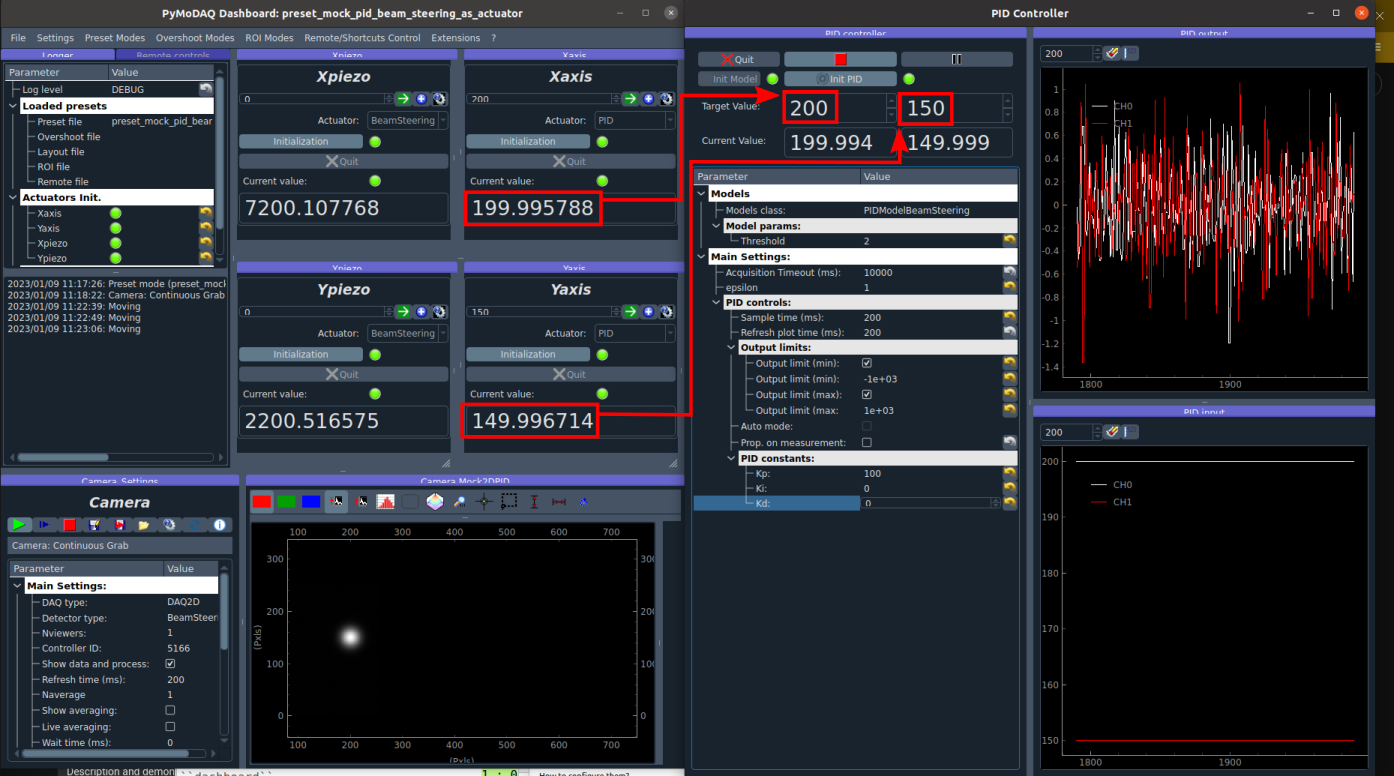 PyMoDAQ Dashboard: preset_mock_pid_beam_steering_as_actuator
File Settings Preset Modes Overshoot Modes ROI Modes Remote/Shortcuts Control Extensions ?
Logger Remote controls
Parameter Value
Log level DEBUG
Loaded presets
Preset file preset_mock_pid_bear
Overshoot file
Layout file
ROI file
Remote file
Actuators Init.
Xaxis
Yaxis
Xpiezo
Ypiezo
2023/01/09 11:17:26: Preset mode (preset_mock
2023/01/09 11:18:22: Camera: Continuous Grab
2023/01/09 11:22:39: Moving
2023/01/09 11:22:49: Moving
2023/01/09 11:23:06: Moving
Xpiezo
Xpiezo
0
Actuator: BeamSteering
Initialization
Quit
Current value:
7200.107768
Xaxis
Xaxis
200
Actuator: PID
Initialization
Quit
Current value:
199.995788
Ypiezo
Ypiezo
0
Actuator: BeamSteering
Initialization
Quit
Current value:
2200.516575
Yaxis
Yaxis
150
Actuator: PID
Initialization
Quit
Current value:
149.996714
Camera Settings
Camera
Camera: Continuous Grab
Parameter Value
Main Settings:
DAQ type: DAQ2D
Detector type: BeamSteer
Nviewers: 1
Controller ID: 5166
Show data and process:
Refresh time (ms): 200
Naverage 1
Show averaging:
Live averaging:
Wait time (ms): 0
Camera Mock2DPID
100 200 300 400 500 600 700
300 300
200 200
100 100
0 0
(Pxls)
100 200 300 400 500 600 700
(Pxls)
PID Controller
PID controller
Quit
Init Model Init PID
Target Value: 200 150
Current Value: 199.994 149.999
Parameter Value
Models
Models class: PIDModelBeamSteering
Model params:
Threshold 2
Main Settings:
Acquisition Timeout (ms): 10000
epsilon 1
PID controls:
Sample time (ms): 200
Refresh plot time (ms): 200
Output limits:
Output limit (min):
Output limit (min): -1e+03
Output limit (max):
Output limit (max: 1e+03
Auto mode:
Prop. on measurement:
PID constants:
Kp: 100
Ki: 0
Kd: 0
PID output
200
CH0
CH1
1
0.8
0.6
0.4
0.2
0
-0.2
-0.4
-0.6
-0.8
-1
-1.2
-1.4
1800 1900
PID input
200
CH0
CH1
200
190
180
170
160
150
1800 1900
Description and demon
``dashboard``
1 : 0
How to configure them?